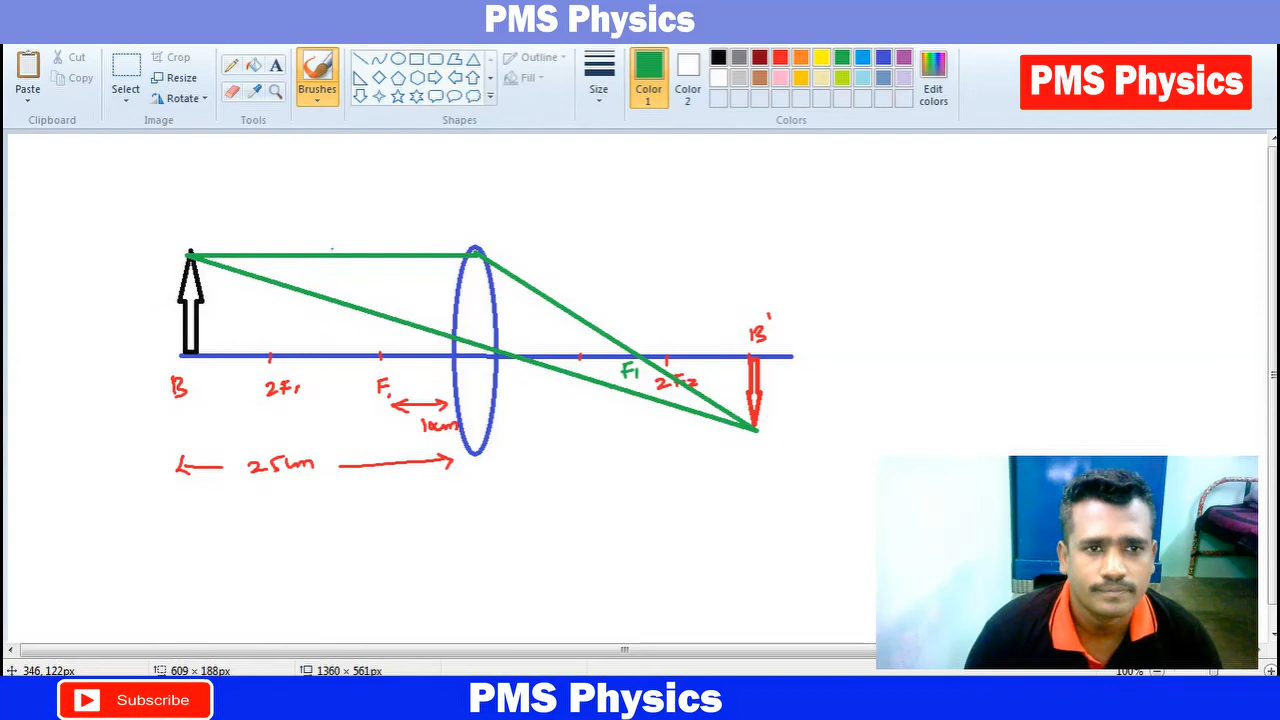 PMS Physics
Paste
Cut
Copy
Clipboard
Select
Crop
Resize
Rotate
Image
A
Tools
Brushes
Outline
Fill
Shapes
Size
Color 1
Color 2
Edit colors
Colors
PMS Physics
B'
B
2F1
F1
F1
2F2
10cm
25cm
346, 122px
609 × 188px
1360 × 561px
100%
Subscribe
PMS Physics